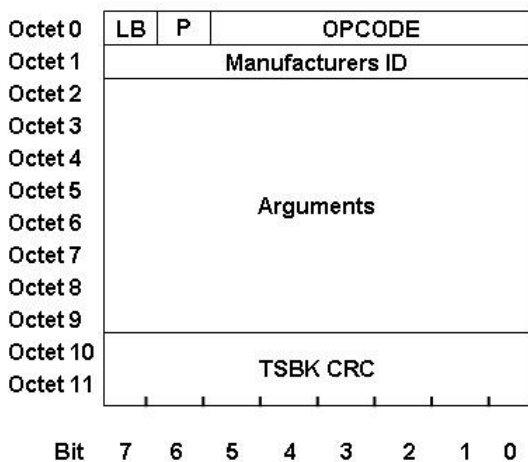 Octet 0 LB P OPCODE
Octet 1 Manufacturers ID
Octet 2
Octet 3
Octet 4
Octet 5
Arguments
Octet 6
Octet 7
Octet 8
Octet 9
Octet 10
TSBK CRC
Octet 11
Bit 7 6 5 4 3 2 1 0